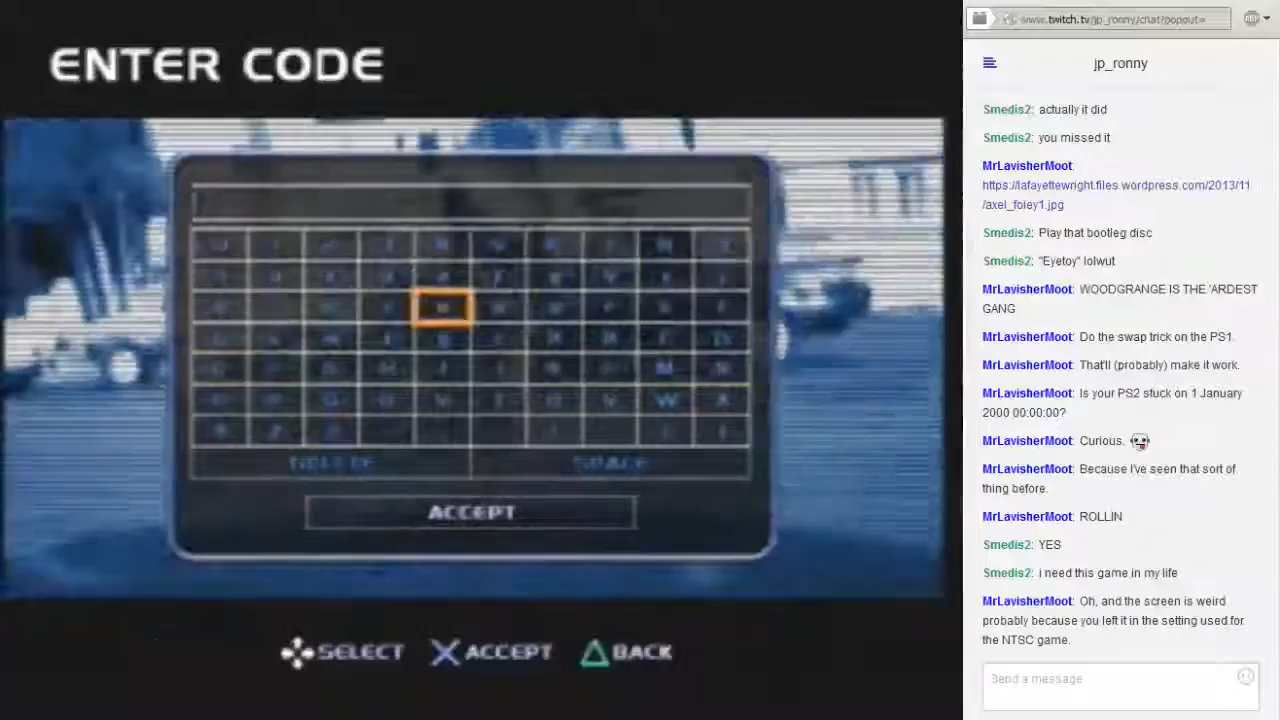 ENTER CODE
ACCEPT
SELECT ACCEPT BACK
www.twitch.tv/jp_ronny/chat?popout=
jp_ronny
Smedis2: actually it did
Smedis2: you missed it
MrLavisherMoot:
https://lafayettewright.files.wordpress.com/2013/11
/axel_foley1.jpg
Smedis2: Play that bootleg disc
Smedis2: "Eyetoy" lolwut
MrLavisherMoot: WOODGRANGE IS THE 'ARDEST
GANG
MrLavisherMoot: Do the swap trick on the PS1.
MrLavisherMoot: That'll (probably) make it work.
MrLavisherMoot: Is your PS2 stuck on 1 January
2000 00:00:00?
MrLavisherMoot: Curious.
MrLavisherMoot: Because I've seen that sort of
thing before.
MrLavisherMoot: ROLLIN
Smedis2: YES
Smedis2: i need this game in my life
MrLavisherMoot: Oh, and the screen is weird
probably because you left it in the setting used for
the NTSC game.
Send a message